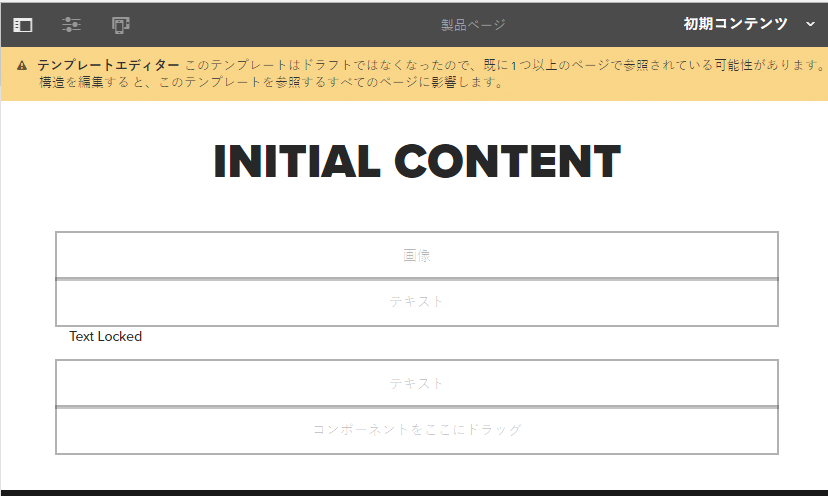 製品ページ
初期コンテンツ
テンプレートエディター このテンプレートはドラフトではなくなったので、既に 1 つ以上のページで参照されている可能性があります。
構造を編集すると、このテンプレートを参照するすべてのページに影響します。
INITIAL CONTENT
画像
テキスト
Text Locked
テキスト
コンポーネントをここにドラッグ